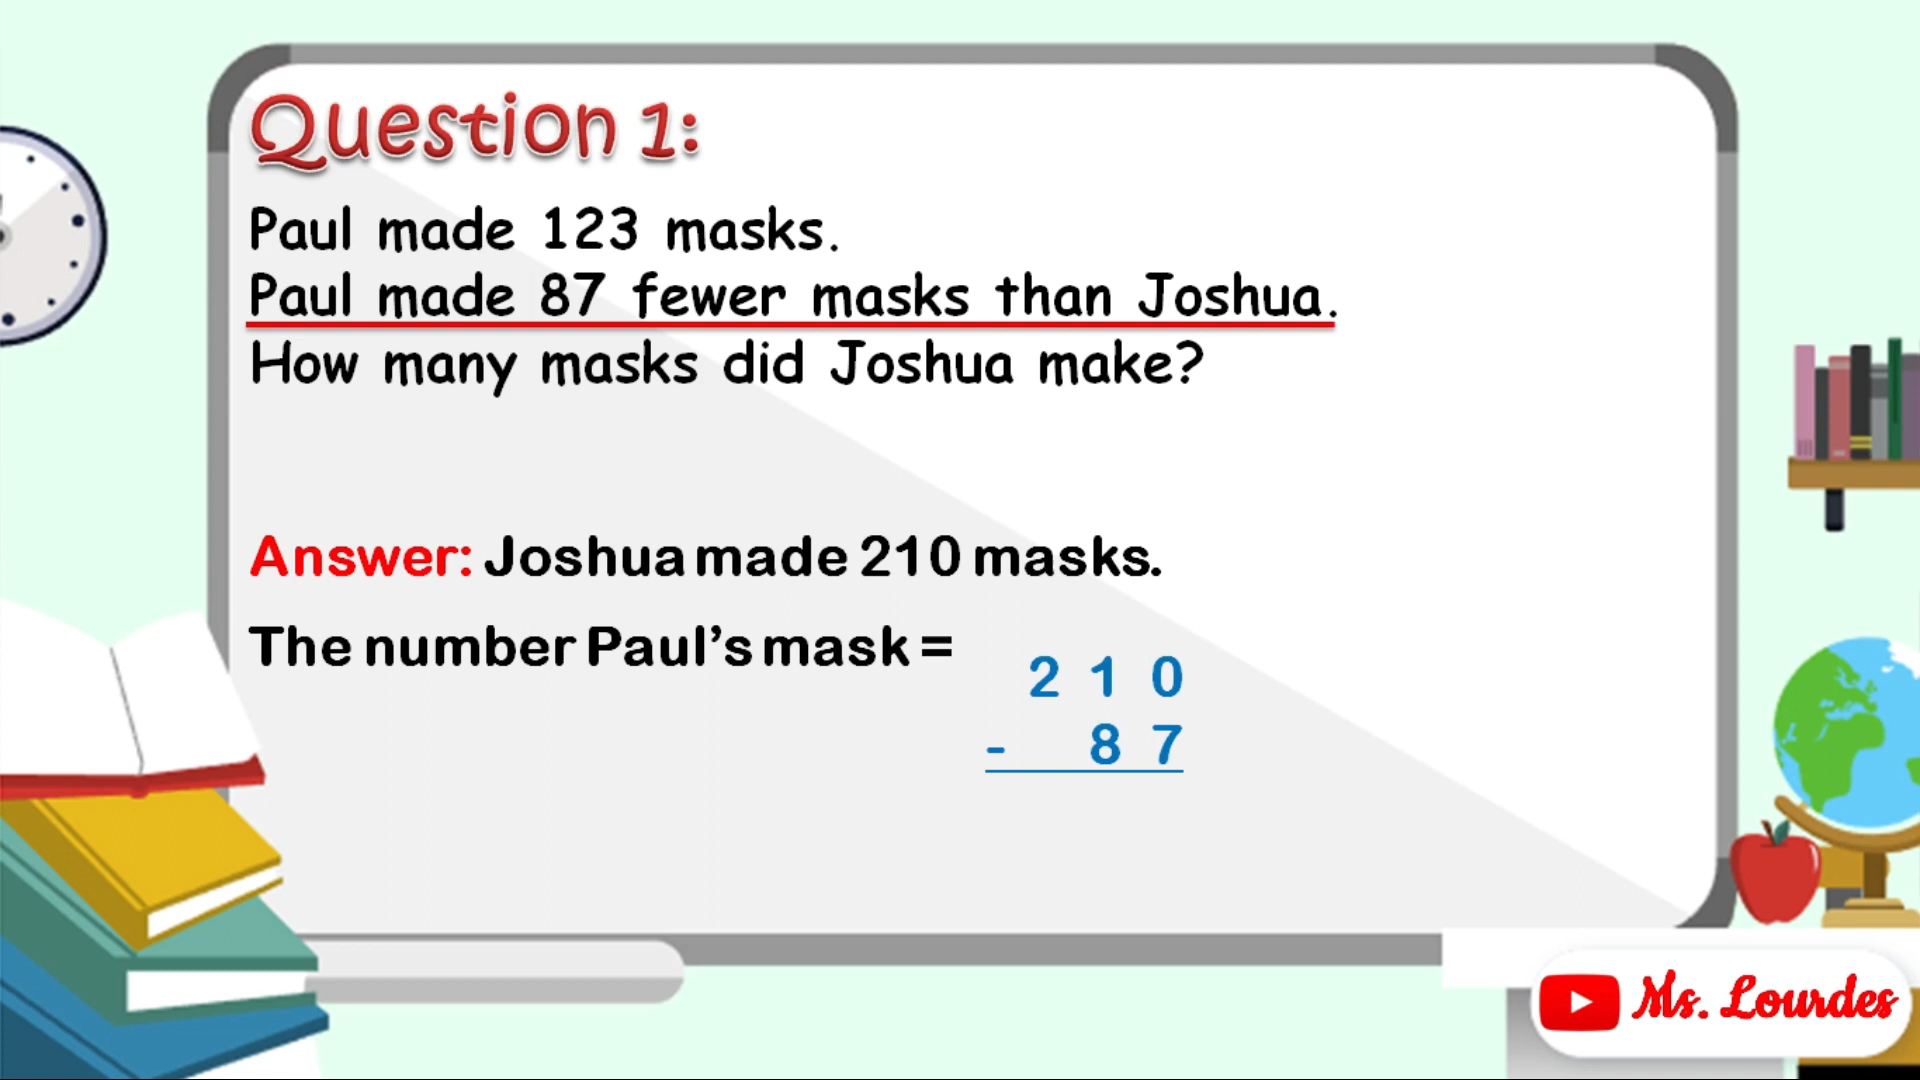 Question 1:
Paul made 123 masks.
Paul made 87 fewer masks than Joshua.
How many masks did Joshua make?
Answer: Joshua made 210 masks.
The number Paul's mask =
2 1 0
- 8 7
Ms. Lourdes